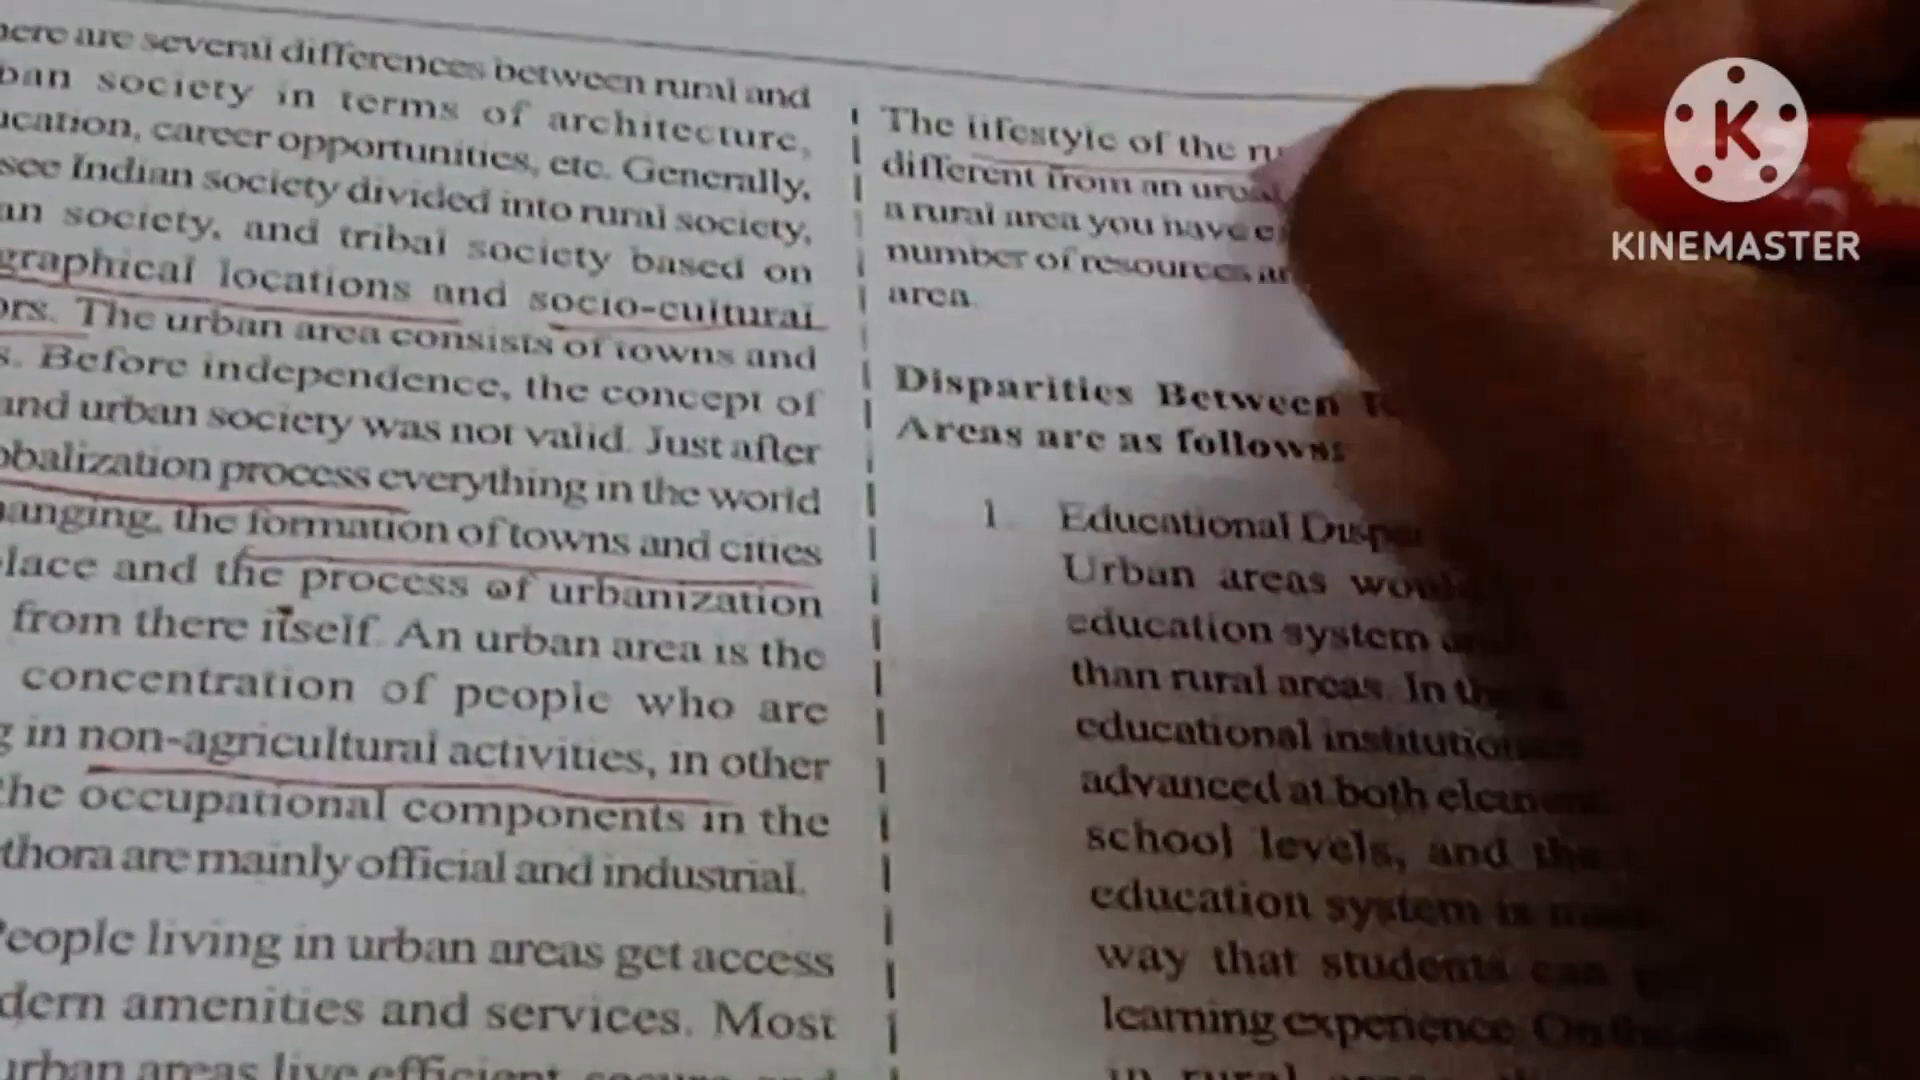 here are several differences between rural and
ban society in terms of architecture,
ucation, career opportunities, etc. Generally,
see Indian society divided into rural society,
an society, and tribal society based on
graphical locations and socio-cultural
ors. The urban area consists of towns and
s. Before independence, the concept of
and urban society was not valid. Just after
obalization process everything in the world
hanging, the formation of towns and cities
lace and the process of urbanization
from there itself. An urban area is the
concentration of people who are
g in non-agricultural activities, in other
the occupational components in the
thora are mainly official and industrial.
People living in urban areas get access
dern amenities and services. Most
urban areas live efficient, secure and
The lifestyle of the ru
different from an urba
a rural area you have
number of resources
area.
Disparities Between
Areas are as follows:
1. Educational Dispa
Urban areas would
education system
than rural areas. In the
educational institution
advanced at both element
school levels, and the
education system is
way that students can
learning experience. On the
in rural
K
KINEMASTER